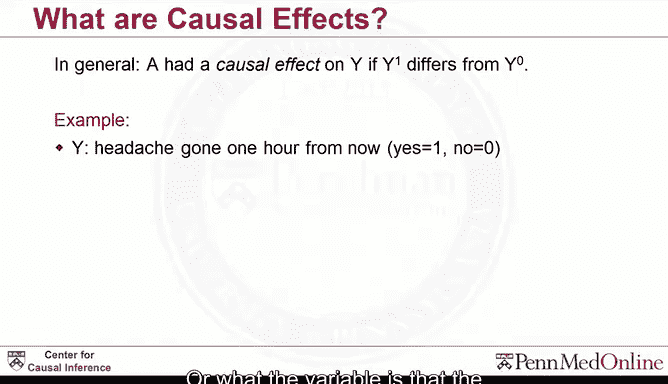 What are Causal Effects?
In general: A had a causal effect on Y if Y¹ differs from Y⁰.
Example:
◆ Y: headache gone one hour from now (yes=1, no=0)
Center for
Causal Inference
PennMedOnline
Or what the variable is that the